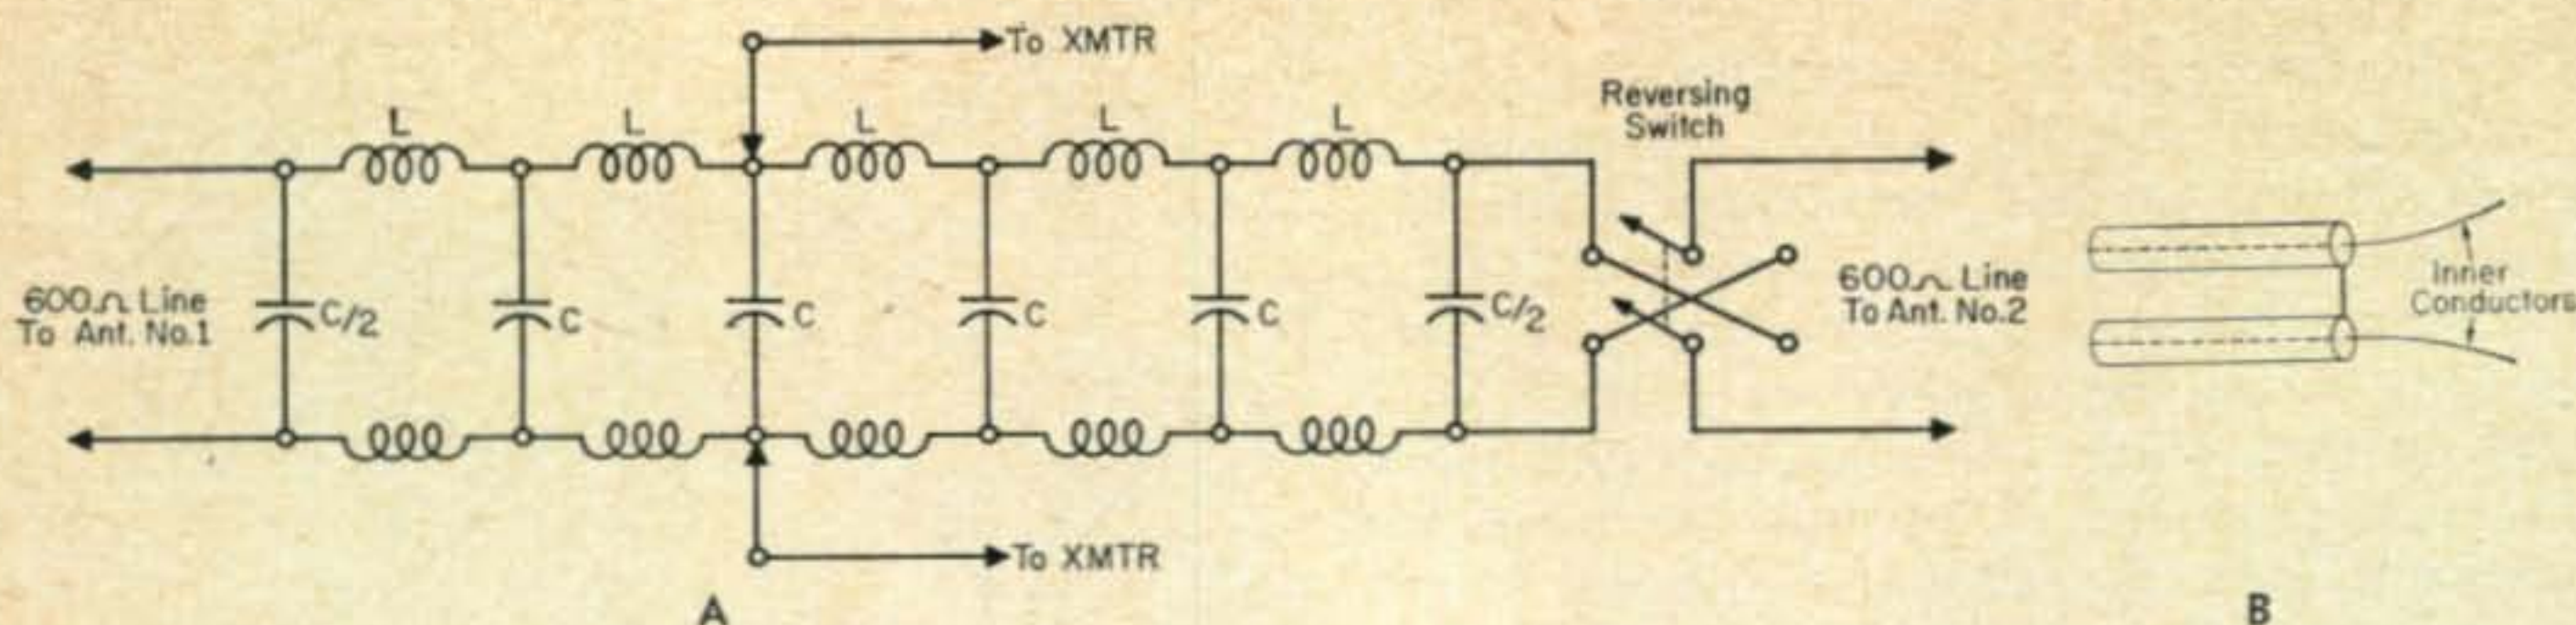 To XMTR
L
L
L
L
L
Reversing
Switch
600Ω Line
To Ant. No.1
C/2
C
C
C
C
C/2
600Ω Line
To Ant. No.2
Inner
Conductors
To XMTR
A
B